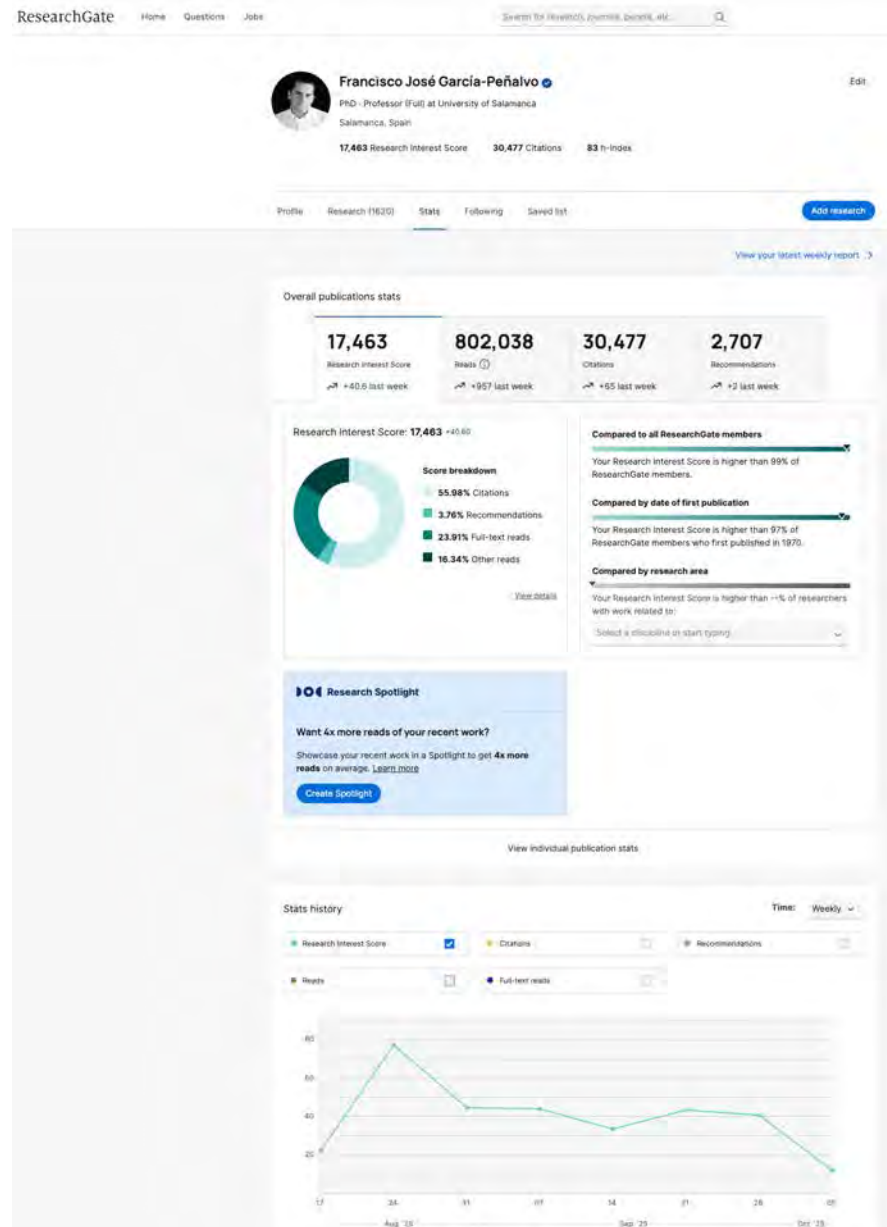 ResearchGate Home Questions Jobs Search for research, journals, people, etc.
Francisco José García-Peñalvo Edit
PhD · Professor (Full) at University of Salamanca
Salamanca, Spain
17,463 Research Interest Score 30,477 Citations 83 h-index
Profile Research (1620) Stats Following Saved list Add research
View your latest weekly report
Overall publications stats
17,463 802,038 30,477 2,707
Research Interest Score Reads Citations Recommendations
+40.6 last week +957 last week +65 last week +2 last week
Research Interest Score: 17,463 +40.60
Score breakdown
55.98% Citations
3.76% Recommendations
23.91% Full-text reads
16.34% Other reads
View details
Compared to all ResearchGate members
Your Research Interest Score is higher than 99% of
ResearchGate members.
Compared by date of first publication
Your Research Interest Score is higher than 97% of
ResearchGate members who first published in 1970.
Compared by research area
Your Research Interest Score is higher than --% of researchers
with work related to:
Select a discipline or start typing
Research Spotlight
Want 4x more reads of your recent work?
Showcase your recent work in a Spotlight to get 4x more
reads on average. Learn more
Create Spotlight
View individual publication stats
Stats history Time: Weekly
Research Interest Score Citations Recommendations
Reads Full-text reads
80
60
40
20
17 24 31 07 14 21 28 05
Aug '25 Sep '25 Oct '25